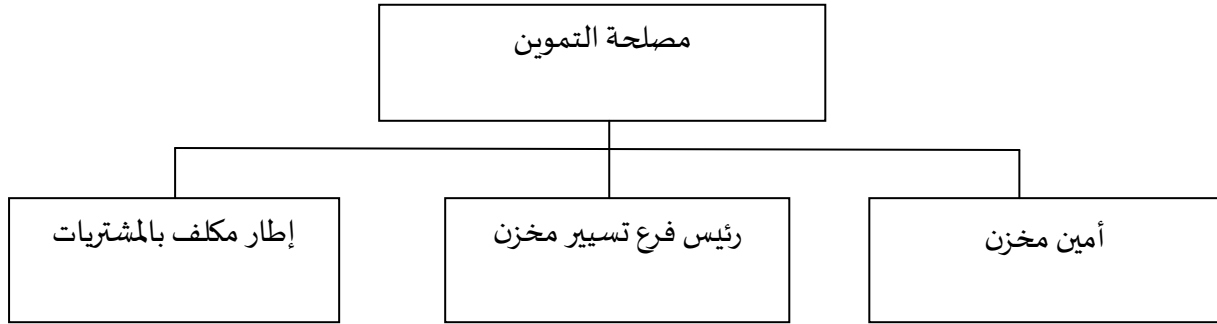 مصلحة التموين
أمين مخزن
رئيس فرع تسيير مخزن
إطار مكلف بالمشتريات